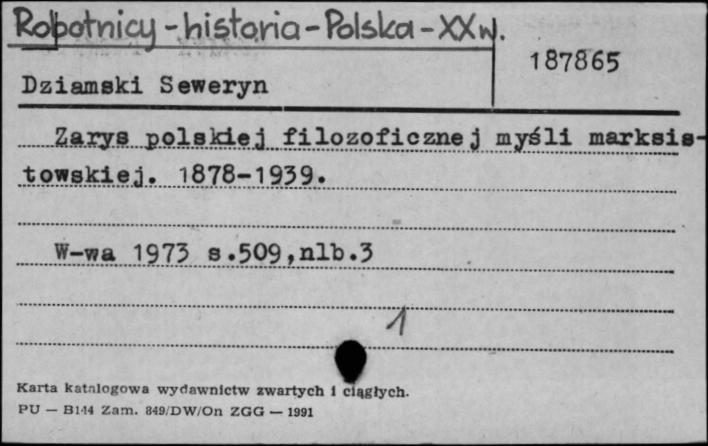 Robotnicy - historia - Polska - XX w.
187865
Dziamski Seweryn
Zarys polskiej filozoficznej myśli marksis-
towskiej. 1878-1939.
W-wa 1973 s.509,nlb.3
1
Karta katalogowa wydawnictw zwartych i ciągłych.
PU — B144 Zam. 849/DW/On ZGG — 1991